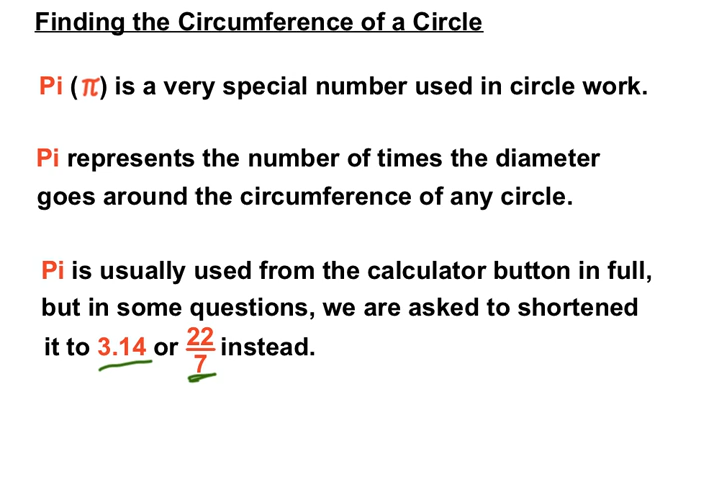 Finding the Circumference of a Circle
Pi (π) is a very special number used in circle work.
Pi represents the number of times the diameter
goes around the circumference of any circle.
Pi is usually used from the calculator button in full,
but in some questions, we are asked to shortened
it to 3.14 or 22/7 instead.